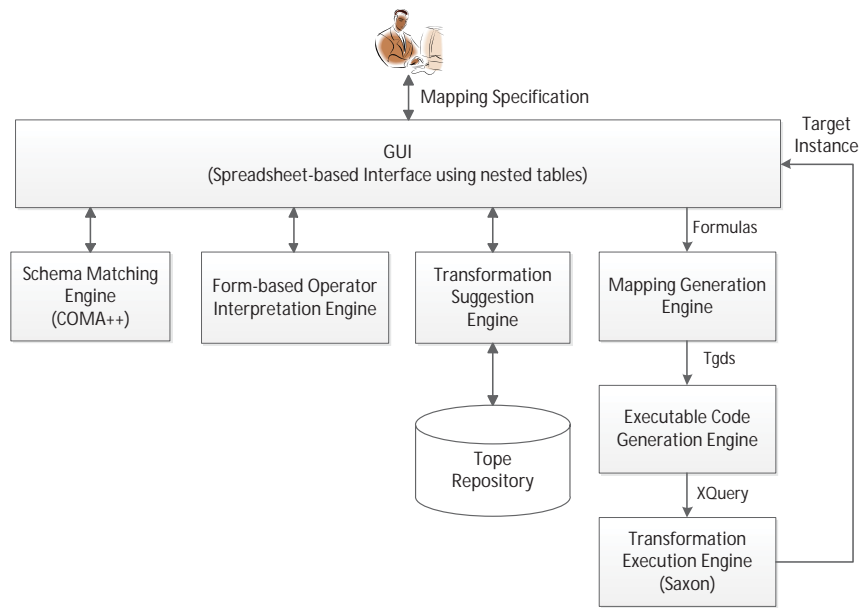 Mapping Specification
Target
Instance
GUI
(Spreadsheet-based Interface using nested tables)
Formulas
Schema Matching
Engine
(COMA++)
Form-based Operator
Interpretation Engine
Transformation
Suggestion
Engine
Mapping Generation
Engine
Tgds
Tope
Repository
Executable Code
Generation Engine
XQuery
Transformation
Execution Engine
(Saxon)